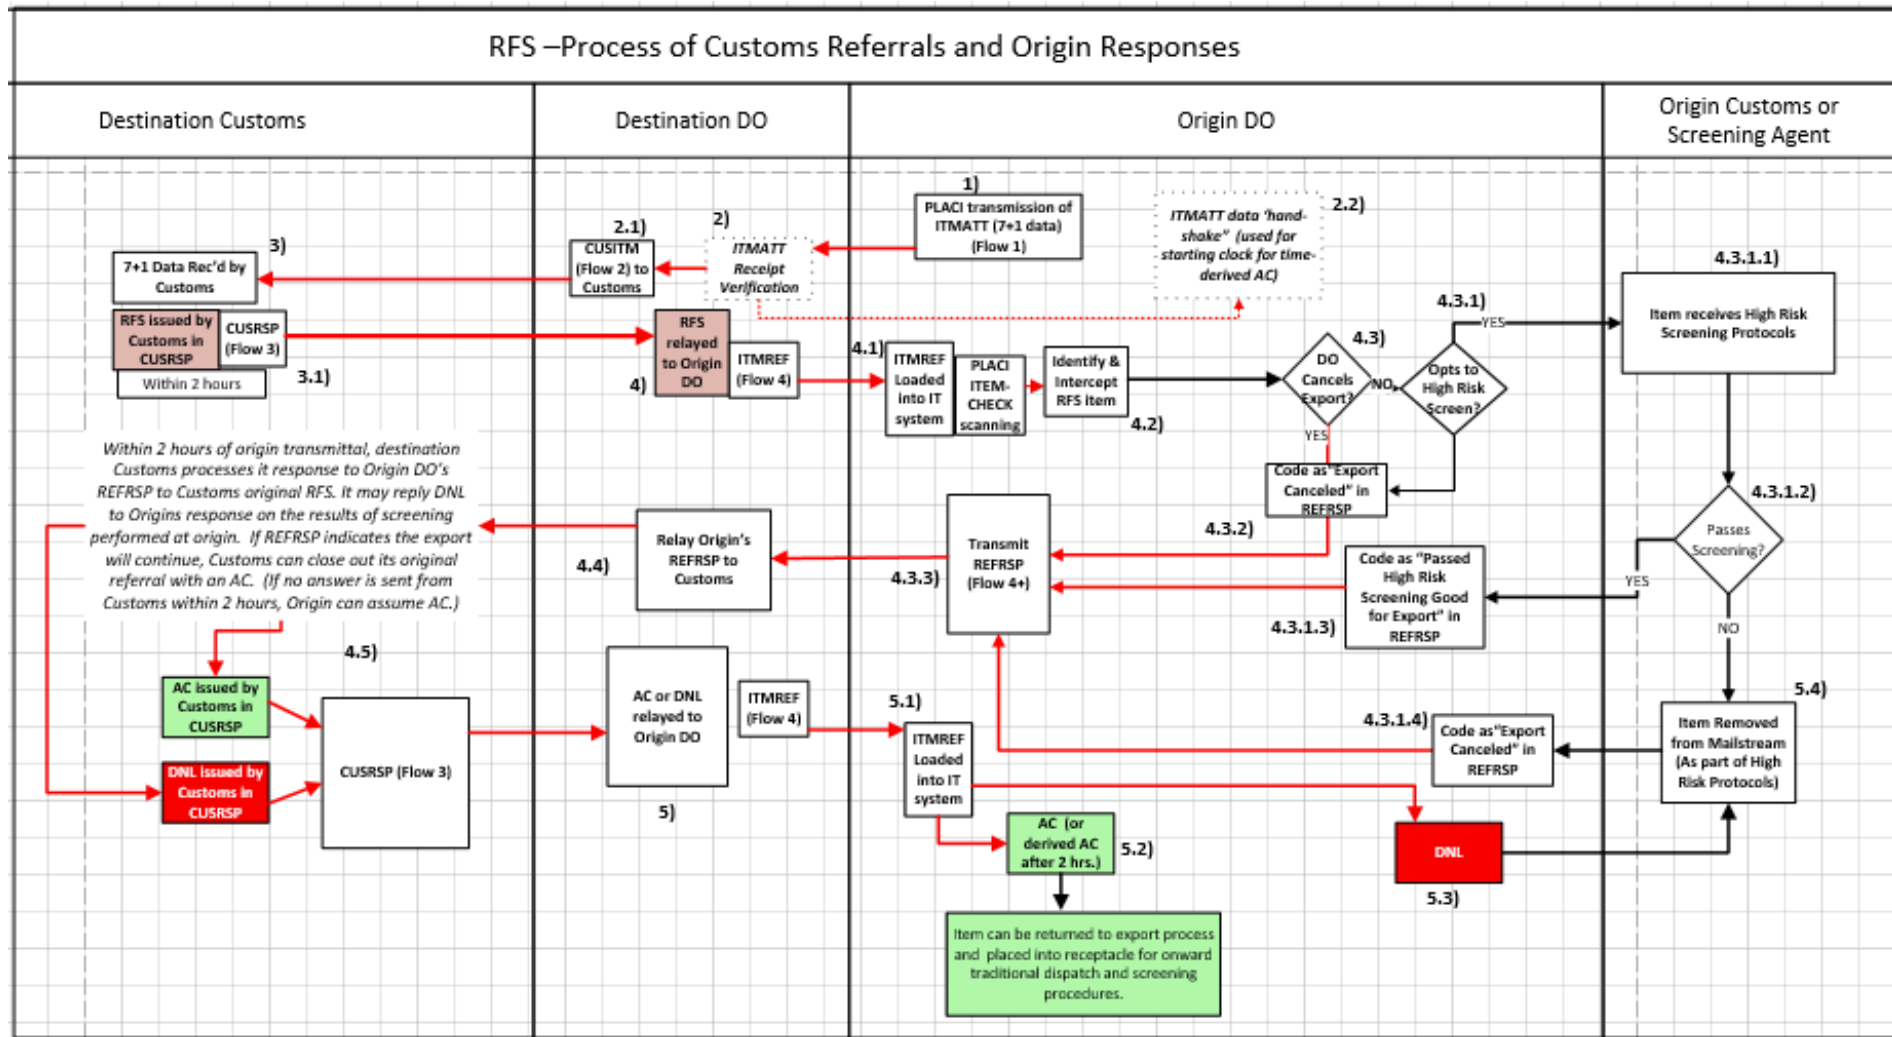 RFS –Process of Customs Referrals and Origin Responses
Destination Customs
Destination DO
Origin DO
Origin Customs or
Screening Agent
1)
PLACI transmission of
ITMATT (7+1 data)
(Flow 1)
2)
ITMATT
Receipt
Verification
2.1)
CUSITM
(Flow 2) to
Customs
2.2)
ITMATT data 'hand-
shake" (used for
starting clock for time-
derived AC)
3)
7+1 Data Rec'd by
Customs
RFS issued by
Customs in
CUSRSP
CUSRSP
(Flow 3)
Within 2 hours
3.1)
4)
RFS
relayed
to Origin
DO
ITMREF
(Flow 4)
4.1)
ITMREF
Loaded
into IT
system
PLACI
ITEM-
CHECK
scanning
Identify &
Intercept
RFS item
4.2)
4.3)
DO
Cancels
Export?
NO
YES
4.3.1)
Opts to
High Risk
Screen?
YES
4.3.1.1)
Item receives High Risk
Screening Protocols
4.3.1.2)
Passes
Screening?
YES
NO
Code as"Export
Canceled" in
REFRSP
4.3.2)
Code as "Passed
High Risk
Screening Good
for Export" in
REFRSP
4.3.1.3)
Transmit
REFRSP
(Flow 4+)
4.3.3)
Relay Origin's
REFRSP to
Customs
4.4)
Within 2 hours of origin transmittal, destination
Customs processes it response to Origin DO's
REFRSP to Customs original RFS. It may reply DNL
to Origins response on the results of screening
performed at origin. If REFRSP indicates the export
will continue, Customs can close out its original
referral with an AC. (If no answer is sent from
Customs within 2 hours, Origin can assume AC.)
4.5)
AC issued by
Customs in
CUSRSP
DNL issued by
Customs in
CUSRSP
CUSRSP (Flow 3)
AC or DNL
relayed to
Origin DO
5)
ITMREF
(Flow 4)
5.1)
ITMREF
Loaded
into IT
system
AC (or
derived AC
after 2 hrs.)
5.2)
Item can be returned to export process
and placed into receptacle for onward
traditional dispatch and screening
procedures.
DNL
5.3)
4.3.1.4)
Code as"Export
Canceled" in
REFRSP
5.4)
Item Removed
from Mailstream
(As part of High
Risk Protocols)